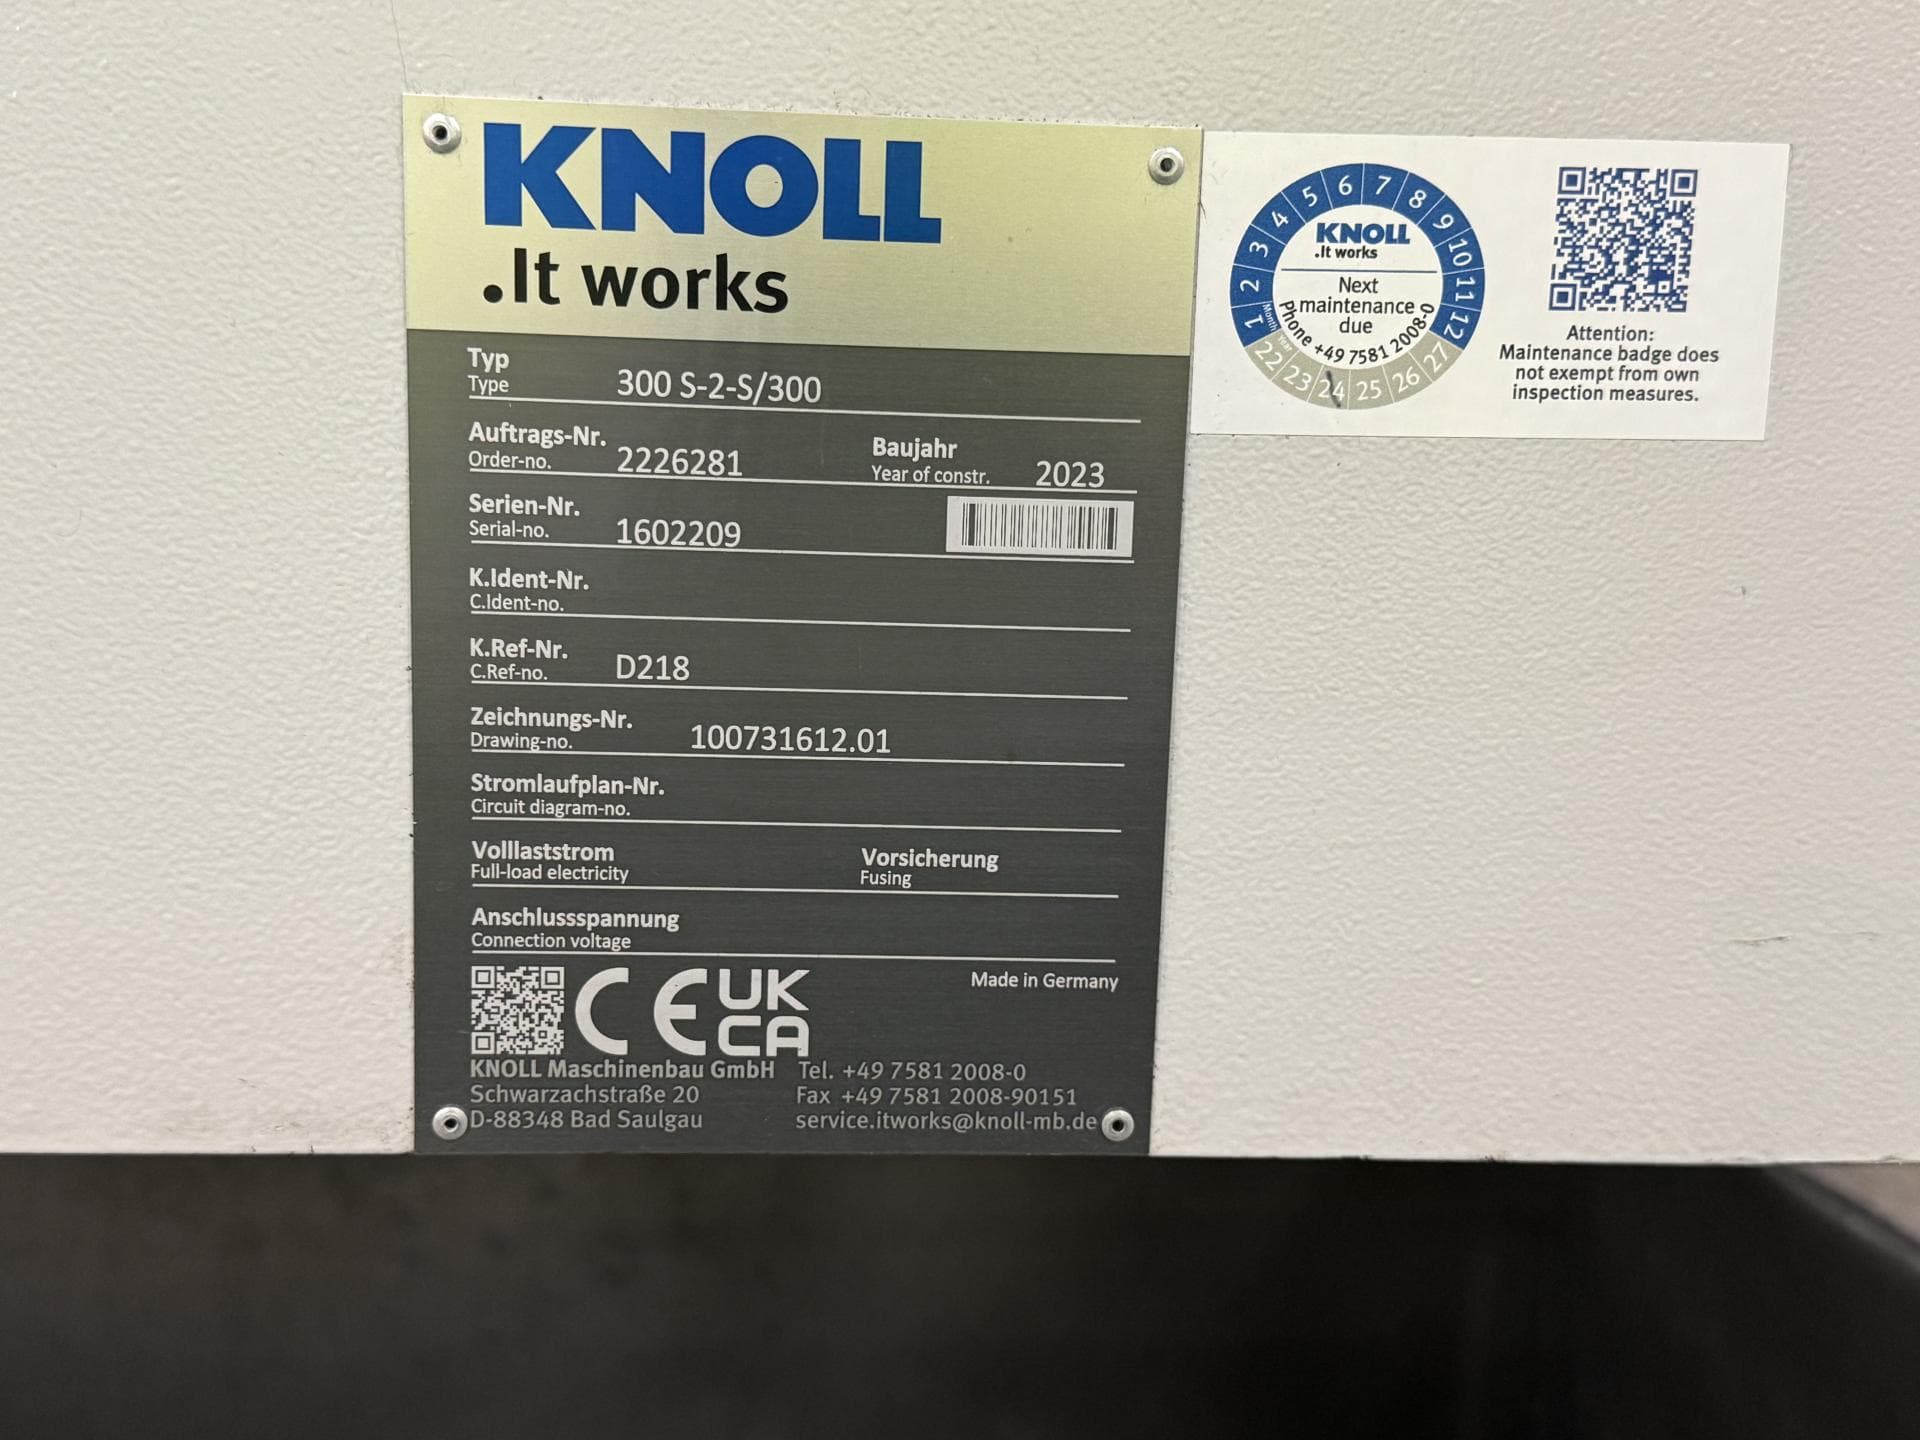 KNOLL
.It works
Typ
Type 300 S-2-S/300
Auftrags-Nr.
Order-no. 2226281
Baujahr
Year of constr. 2023
Serien-Nr.
Serial-no. 1602209
K.Ident-Nr.
C.Ident-no.
K.Ref-Nr.
C.Ref-no. D218
Zeichnungs-Nr.
Drawing-no. 100731612.01
Stromlaufplan-Nr.
Circuit diagram-no.
Volllaststrom
Full-load electricity
Vorsicherung
Fusing
Anschlussspannung
Connection voltage
CE UK
CA
Made in Germany
KNOLL Maschinenbau GmbH
Schwarzachstraße 20
D-88348 Bad Saulgau
Tel. +49 7581 2008-0
Fax +49 7581 2008-90151
service.itworks@knoll-mb.de
Month 1 2 3 4 5 6 7 8 9 10 11 12
Year 22 23 24 25 26 27
KNOLL
.It works
Next
maintenance
due
Phone +49 7581 2008-0
Attention:
Maintenance badge does
not exempt from own
inspection measures.